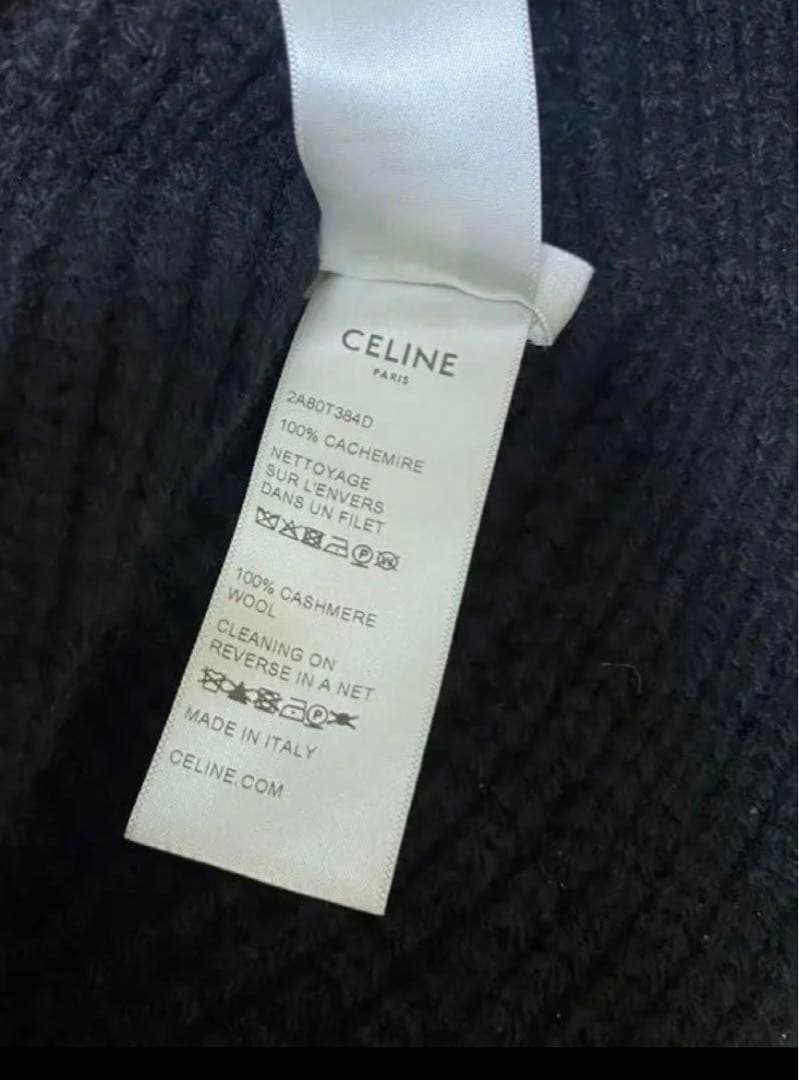 CELINE
PARIS
2AB0T384D
100% CACHEMIRE
NETTOYAGE
SUR L'ENVERS
DANS UN FILET
P W
100% CASHMERE
WOOL
CLEANING ON
REVERSE IN A NET
P
MADE IN ITALY
CELINE.COM